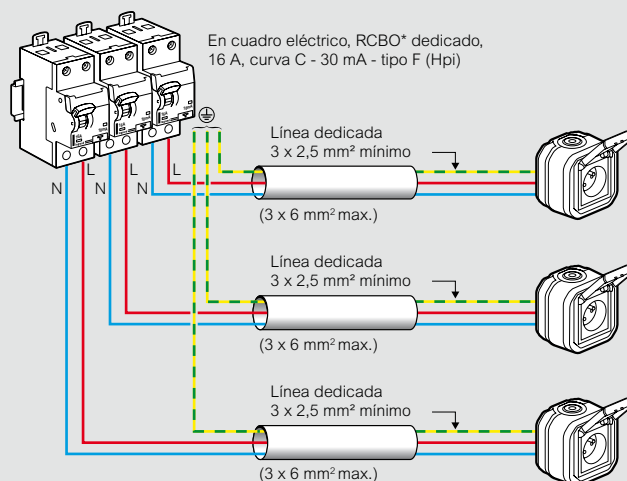 En cuadro eléctrico, RCBO* dedicado,
16 A, curva C - 30 mA - tipo F (Hpi)
Línea dedicada
3 x 2,5 mm² mínimo
L
L
L
N
N
N
(3 x 6 mm² max.)
Línea dedicada
3 x 2,5 mm² mínimo
(3 x 6 mm² max.)
Línea dedicada
3 x 2,5 mm² mínimo
(3 x 6 mm² max.)